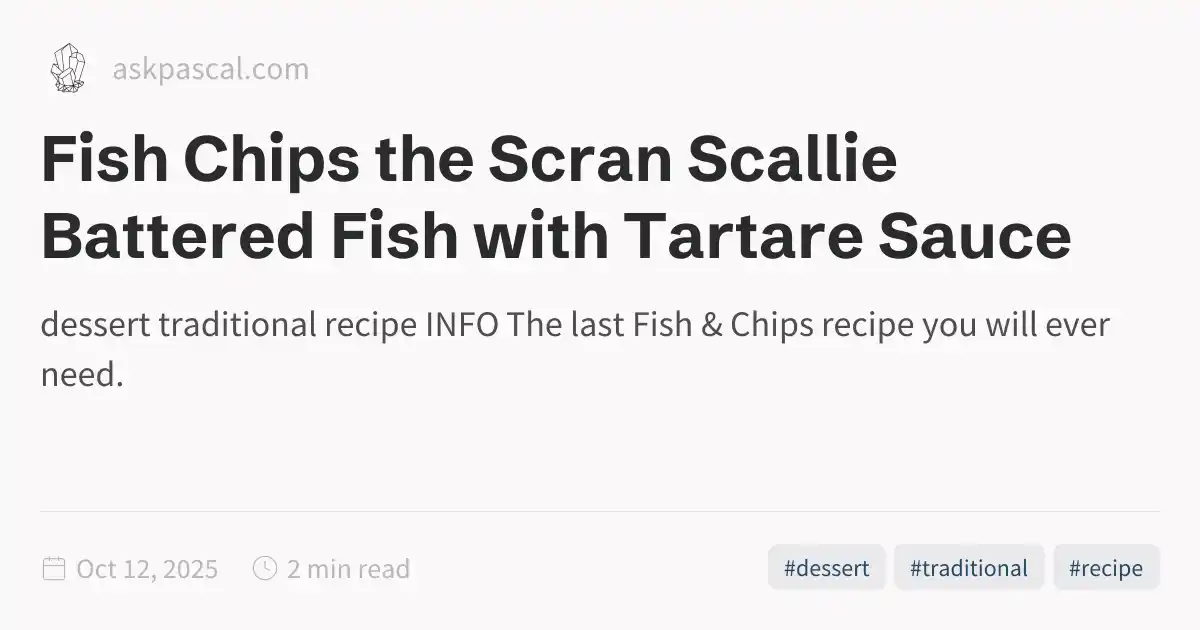 askpascal.com
Fish Chips the Scran Scallie
Battered Fish with Tartare Sauce
dessert traditional recipe INFO The last Fish & Chips recipe you will ever
need.
Oct 12, 2025 2 min read #dessert #traditional #recipe